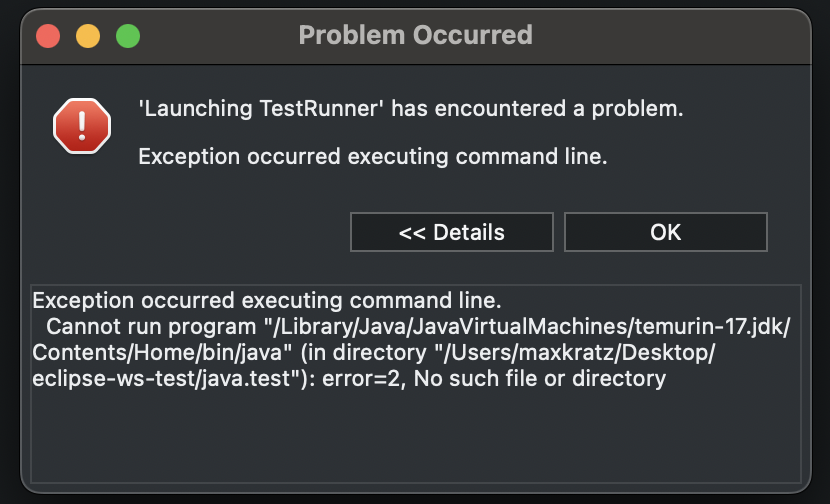 Problem Occurred
'Launching TestRunner' has encountered a problem.
Exception occurred executing command line.
<< Details
OK
Exception occurred executing command line.
Cannot run program "/Library/Java/JavaVirtualMachines/temurin-17.jdk/
Contents/Home/bin/java" (in directory "/Users/maxkratz/Desktop/
eclipse-ws-test/java.test"): error=2, No such file or directory